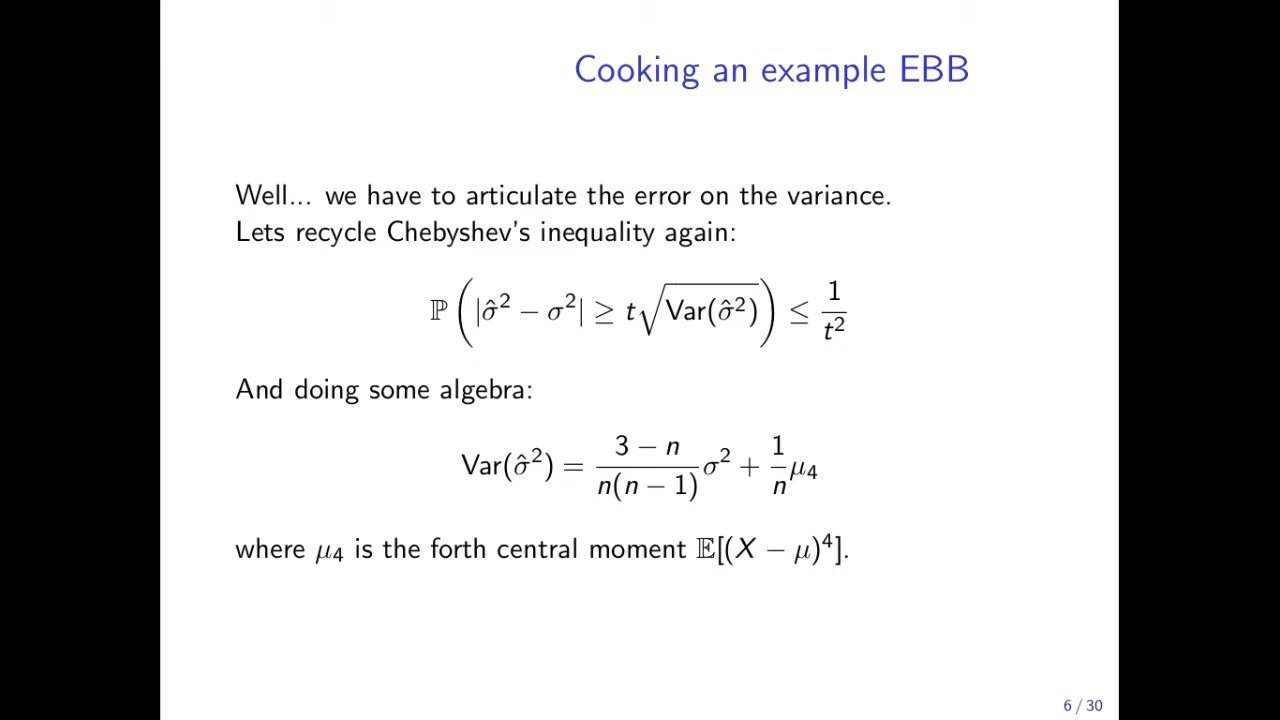 Cooking an example EBB
Well... we have to articulate the error on the variance.
Lets recycle Chebyshev's inequality again:
ℙ(|σ̂² − σ²| ≥ t√Var(σ̂²)) ≤ 1/t²
And doing some algebra:
Var(σ̂²) = (3 − n)/(n(n − 1)) σ² + 1/n μ₄
where μ₄ is the forth central moment 𝔼[(X − μ)⁴].
6 / 30